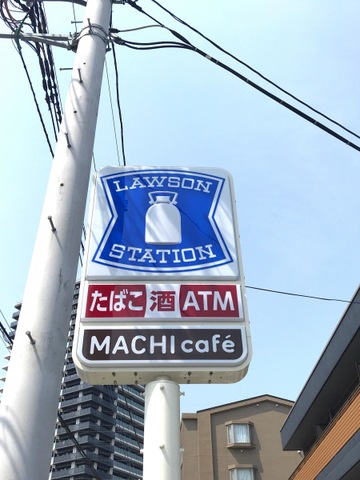 LAWSON
STATION
たばこ 酒 ATM
MACHI café